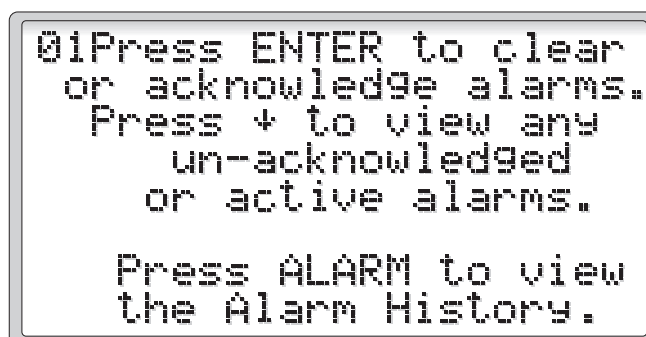 01Press ENTER to clear
or acknowledge alarms.
Press ↓ to view any
un-acknowledged
or active alarms.
Press ALARM to view
the Alarm History.